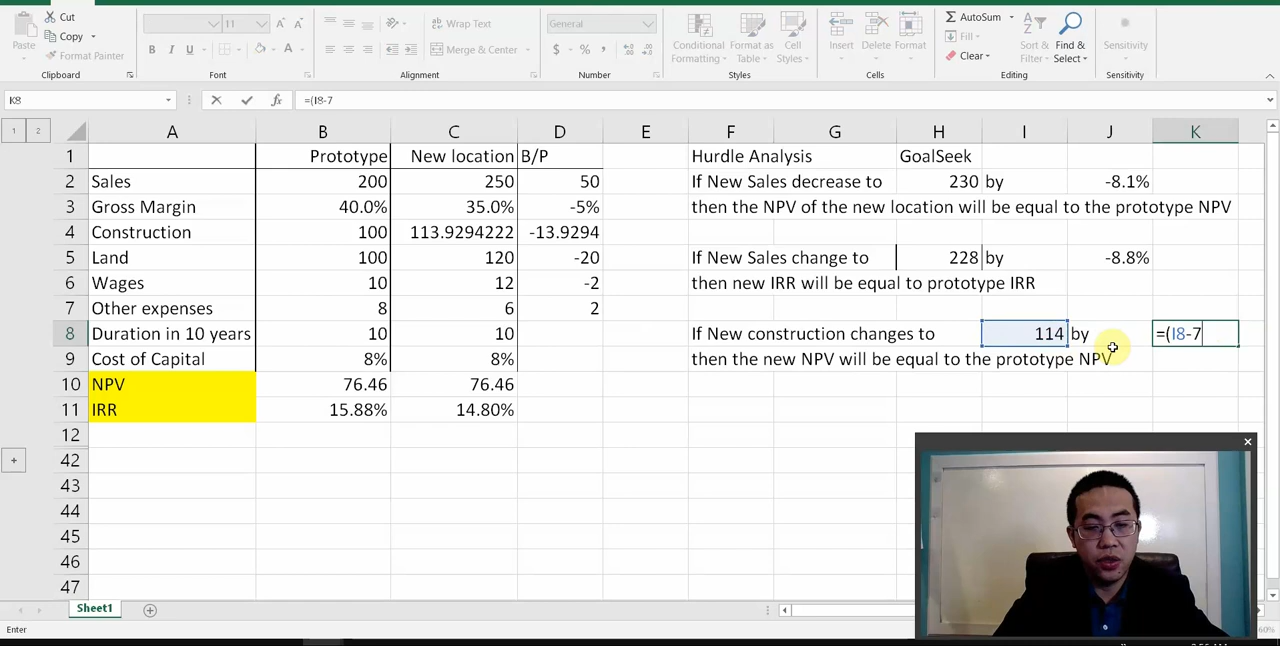 Cut
Copy
Format Painter
Paste
Clipboard
11
B I U
Font
Wrap Text
Merge & Center
Alignment
General
$ % ,
Number
Conditional Formatting
Format as Table
Cell Styles
Styles
Insert Delete Format
Cells
AutoSum
Fill
Clear
Sort & Filter
Find & Select
Editing
Sensitivity
Sensitivity
K8 =(I8-7
1 2 A B C D E F G H I J K
1 Prototype New location B/P Hurdle Analysis GoalSeek
2 Sales 200 250 50 If New Sales decrease to 230 by -8.1%
3 Gross Margin 40.0% 35.0% -5% then the NPV of the new location will be equal to the prototype NPV
4 Construction 100 113.9294222 -13.9294
5 Land 100 120 -20 If New Sales change to 228 by -8.8%
6 Wages 10 12 -2 then new IRR will be equal to prototype IRR
7 Other expenses 8 6 2
8 Duration in 10 years 10 10 If New construction changes to 114 by =(I8-7
9 Cost of Capital 8% 8% then the new NPV will be equal to the prototype NPV
10 NPV 76.46 76.46
11 IRR 15.88% 14.80%
12
42
43
44
45
46
47
Sheet1
Enter
60%